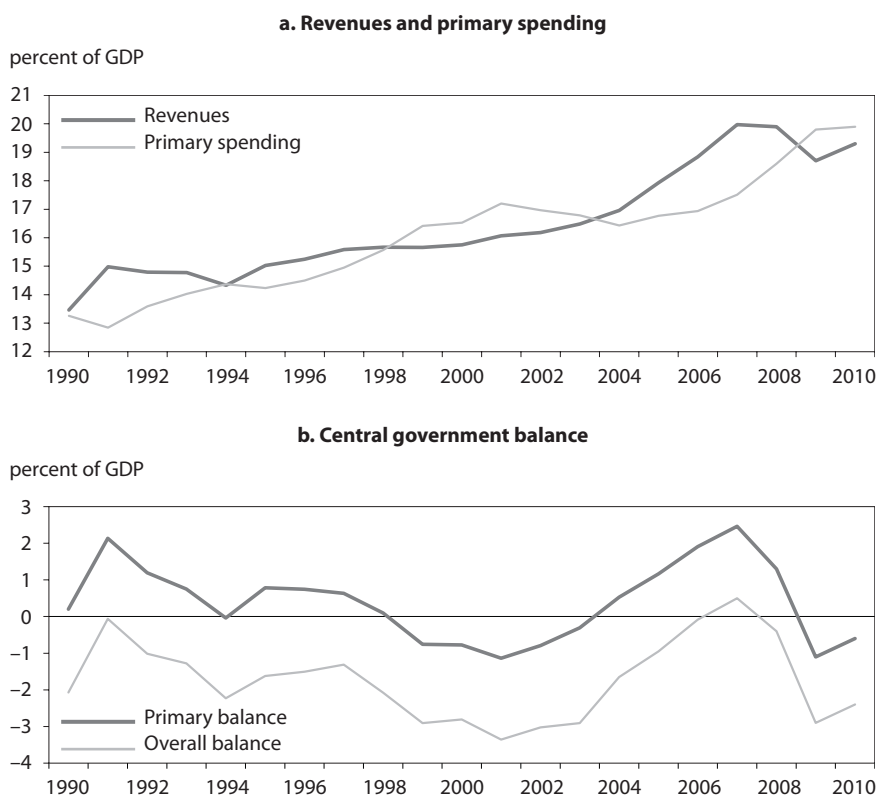 a. Revenues and primary spending
percent of GDP
21
20
19
18
17
16
15
14
13
12
Revenues
Primary spending
1990 1992 1994 1996 1998 2000 2002 2004 2006 2008 2010
b. Central government balance
percent of GDP
3
2
1
0
–1
–2
–3
–4
Primary balance
Overall balance
1990 1992 1994 1996 1998 2000 2002 2004 2006 2008 2010